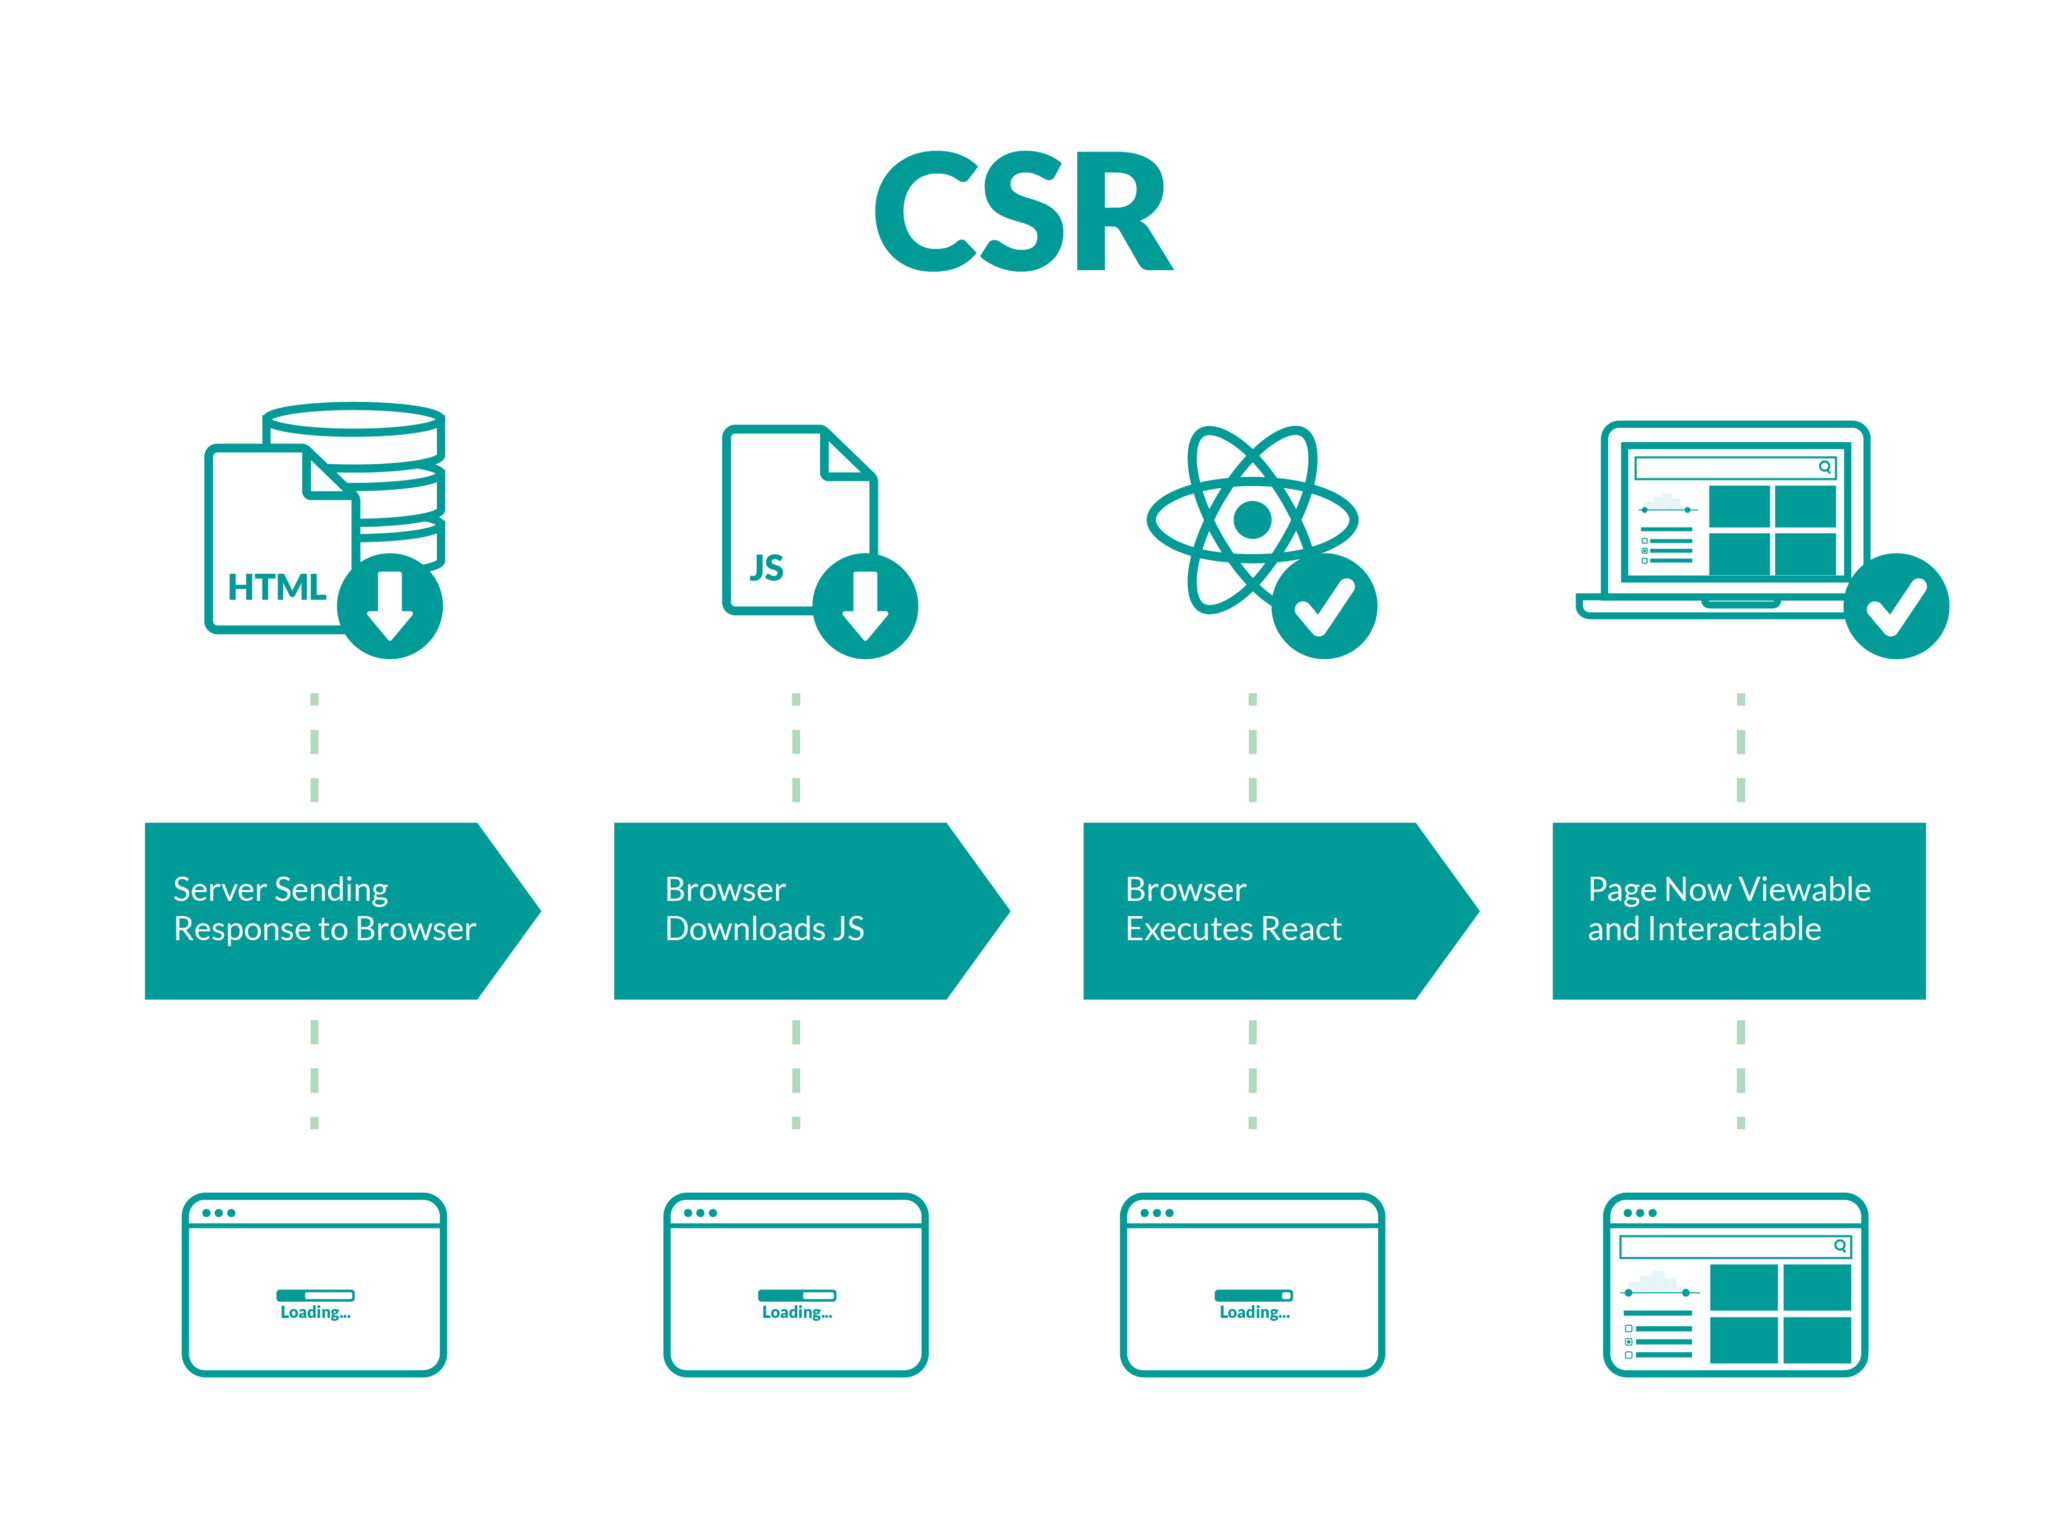 CSR
HTML
JS
Server Sending
Response to Browser
Browser
Downloads JS
Browser
Executes React
Page Now Viewable
and Interactable
Loading...
Loading...
Loading...